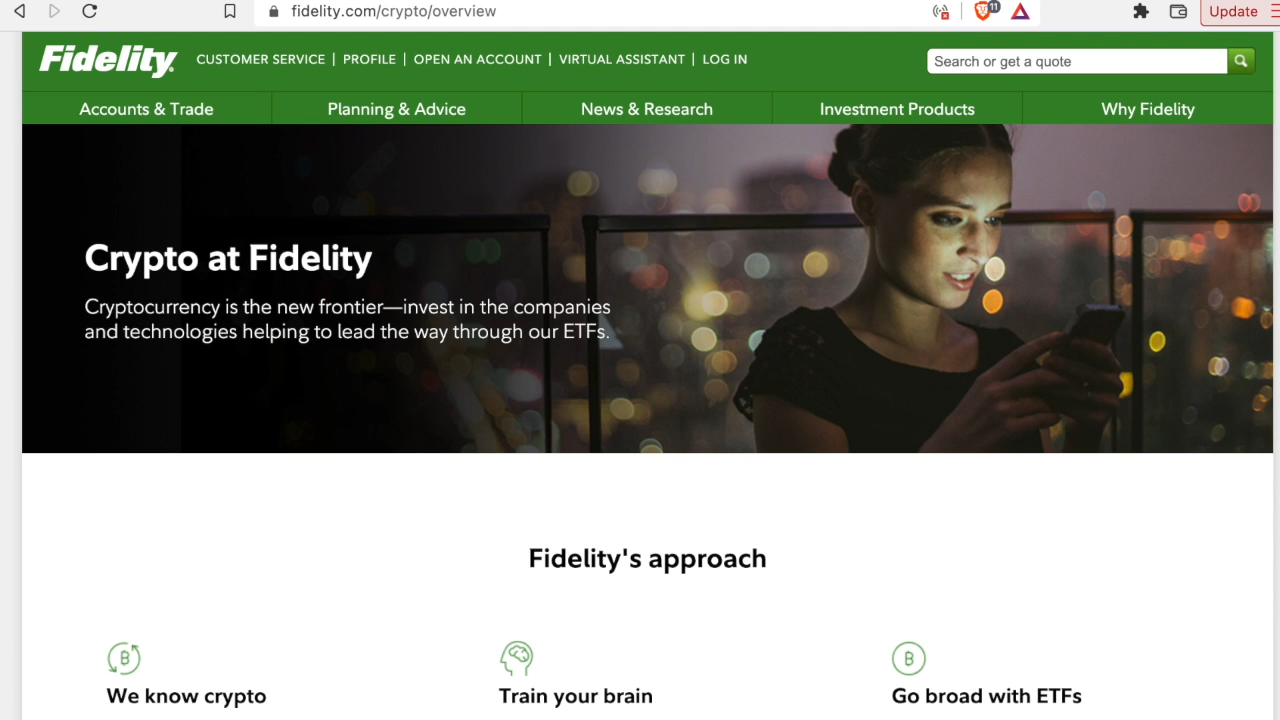 fidelity.com/crypto/overview
11
Update
Fidelity
CUSTOMER SERVICE | PROFILE | OPEN AN ACCOUNT | VIRTUAL ASSISTANT | LOG IN
Search or get a quote
Accounts & Trade
Planning & Advice
News & Research
Investment Products
Why Fidelity
Crypto at Fidelity
Cryptocurrency is the new frontier—invest in the companies
and technologies helping to lead the way through our ETFs.
Fidelity's approach
We know crypto
Train your brain
Go broad with ETFs